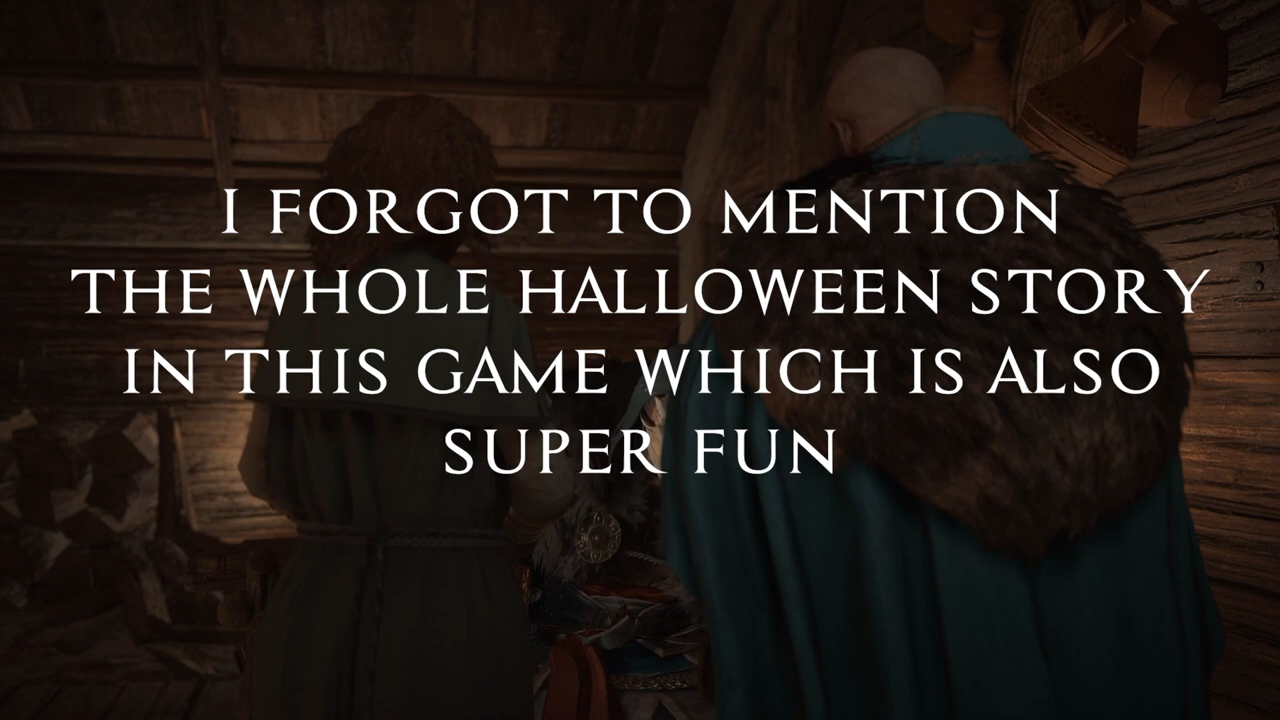 I FORGOT TO MENTION
THE WHOLE HALLOWEEN STORY
IN THIS GAME WHICH IS ALSO
SUPER FUN